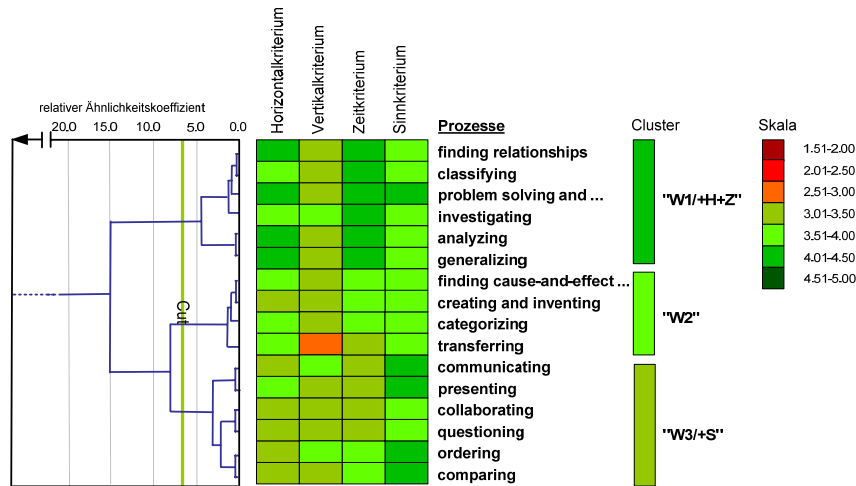 Horizontalkriterium
Vertikalkriterium
Zeitkriterium
Sinnkriterium
relativer Ähnlichkeitskoeffizient
20.0 15.0 10.0 5.0 0.0
Prozesse
Cluster
Skala
finding relationships
classifying
problem solving and ...
investigating
analyzing
generalizing
finding cause-and-effect ...
creating and inventing
categorizing
transferring
communicating
presenting
collaborating
questioning
ordering
comparing
Cut
"W1/+H+Z"
"W2"
"W3/+S"
1.51-2.00
2.01-2.50
2.51-3.00
3.01-3.50
3.51-4.00
4.01-4.50
4.51-5.00